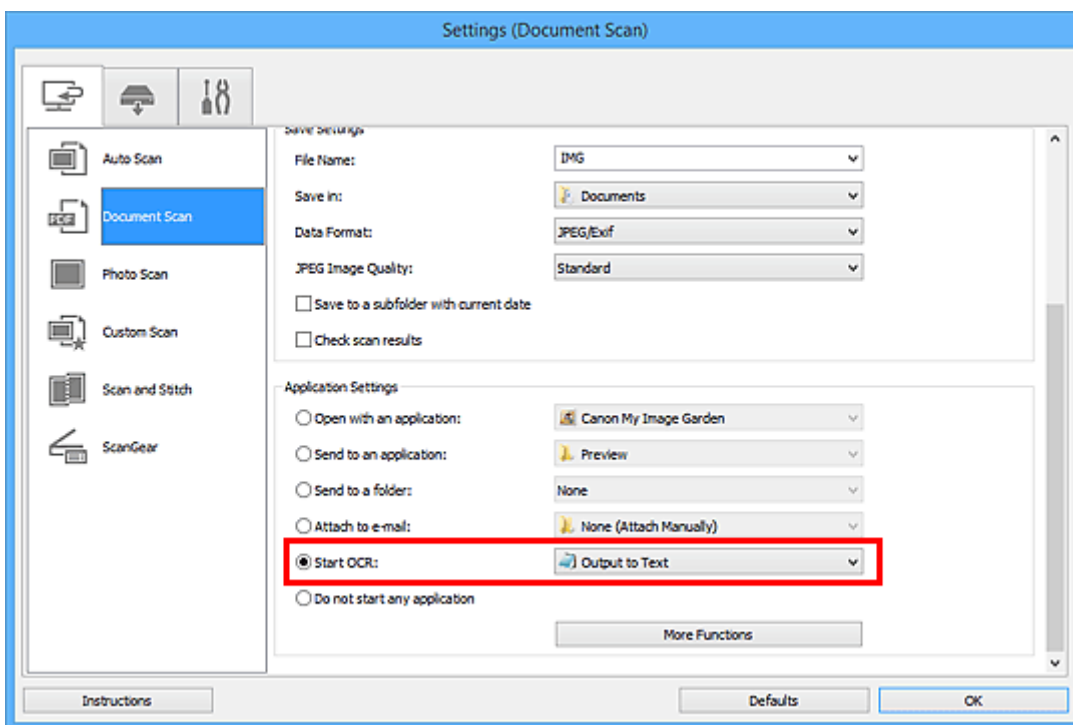 Settings (Document Scan)
Save Settings
Auto Scan
Document Scan
Photo Scan
Custom Scan
Scan and Stitch
ScanGear
File Name: IMG
Save in: Documents
Data Format: JPEG/Exif
JPEG Image Quality: Standard
Save to a subfolder with current date
Check scan results
Application Settings
Open with an application: Canon My Image Garden
Send to an application: Preview
Send to a folder: None
Attach to e-mail: None (Attach Manually)
Start OCR: Output to Text
Do not start any application
More Functions
Instructions Defaults OK